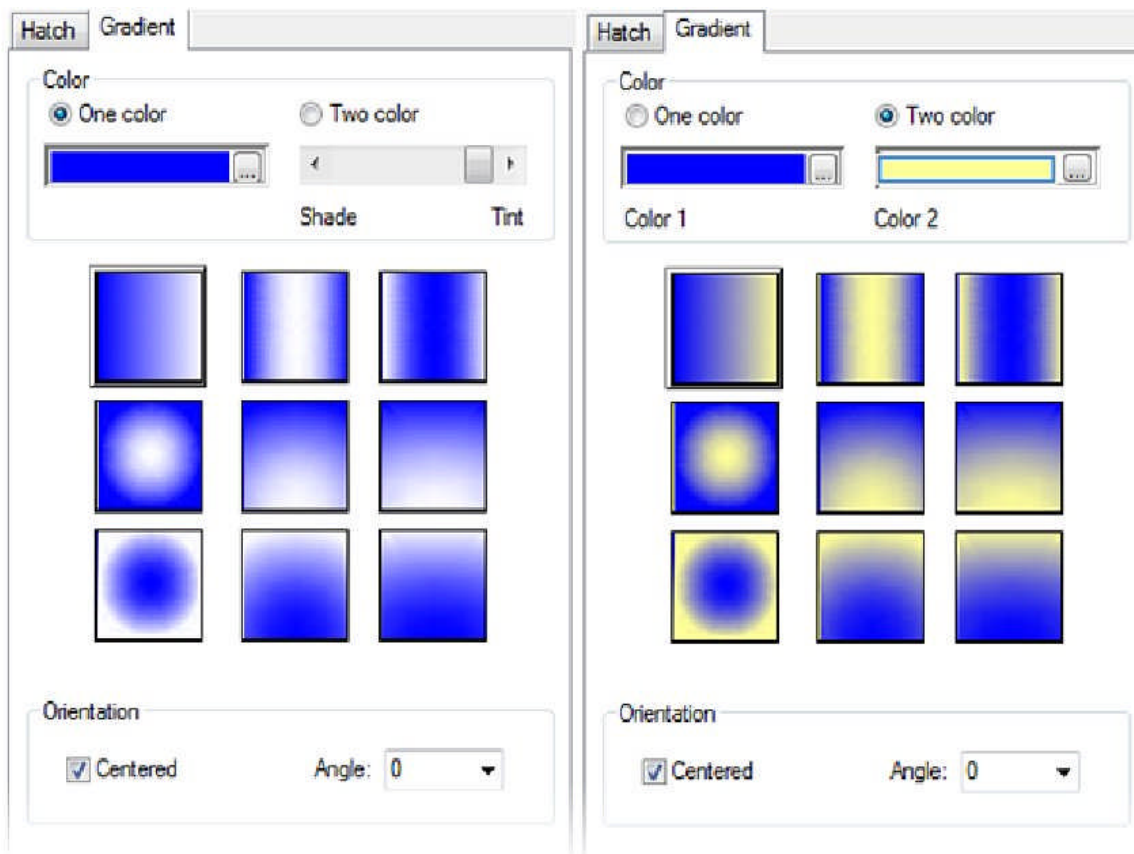 Hatch Gradient
Color
One color Two color
...
Shade Tint
Orientation
Centered Angle: 0
Hatch Gradient
Color
One color Two color
... ...
Color 1 Color 2
Orientation
Centered Angle: 0